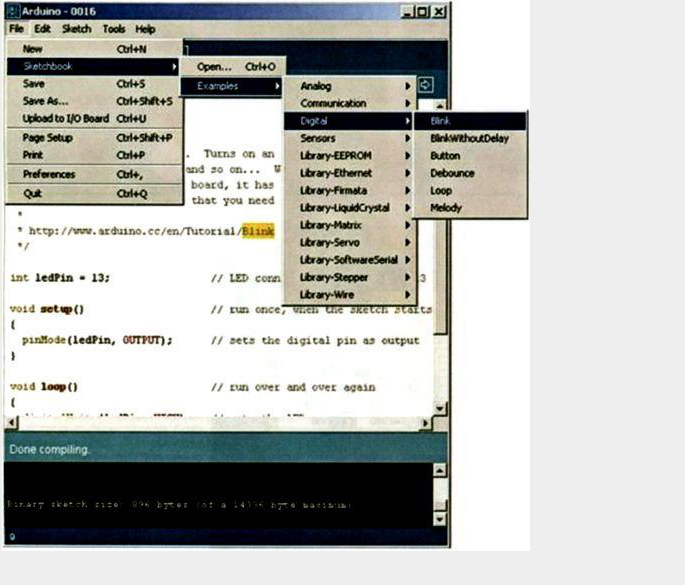 Arduino - 0016
File Edit Sketch Tools Help
New Ctrl+N
Sketchbook
Save Ctrl+S
Save As... Ctrl+Shift+S
Upload to I/O Board Ctrl+U
Page Setup Ctrl+Shift+P
Print Ctrl+P
Preferences Ctrl+,
Quit Ctrl+Q
Open... Ctrl+O
Examples
Analog
Communication
Digital
Sensors
Library-EEPROM
Library-Ethernet
Library-Firmata
Library-LiquidCrystal
Library-Matrix
Library-Servo
Library-SoftwareSerial
Library-Stepper
Library-Wire
Blink
BlinkWithoutDelay
Button
Debounce
Loop
Melody
. Turns on an
and so on... W
board, it has
that you need
*
* http://www.arduino.cc/en/Tutorial/Blink
*/
int ledPin = 13; // LED conn 3
void setup() // run once, when the sketch starts
{
pinMode(ledPin, OUTPUT); // sets the digital pin as output
}
void loop() // run over and over again
{
Done compiling.
Binary sketch size: 896 bytes (of a 14336 byte maximum)
9